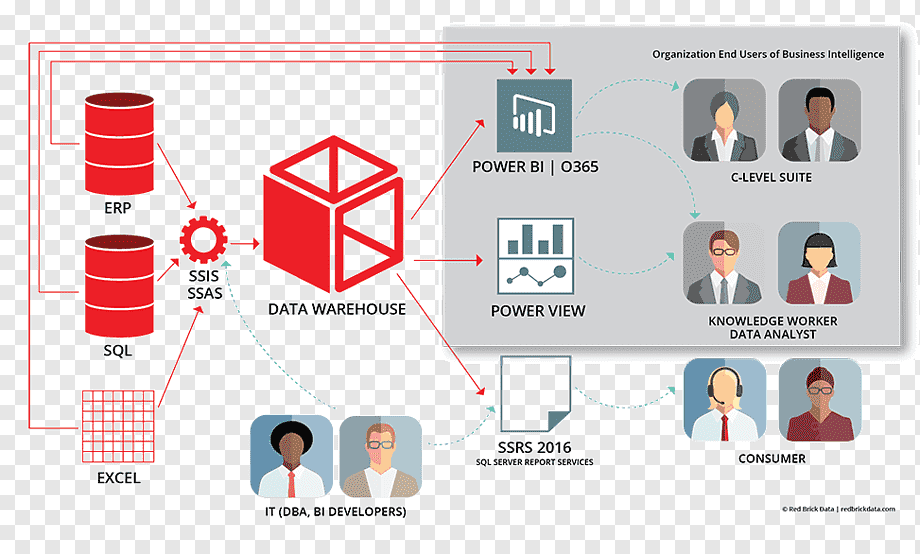 Organization End Users of Business Intelligence
POWER BI | O365
C-LEVEL SUITE
ERP
SSIS
SSAS
DATA WAREHOUSE
POWER VIEW
KNOWLEDGE WORKER
DATA ANALYST
SQL
EXCEL
SSRS 2016
SQL SERVER REPORT SERVICES
CONSUMER
IT (DBA, BI DEVELOPERS)
© Red Brick Data | redbrickdata.com